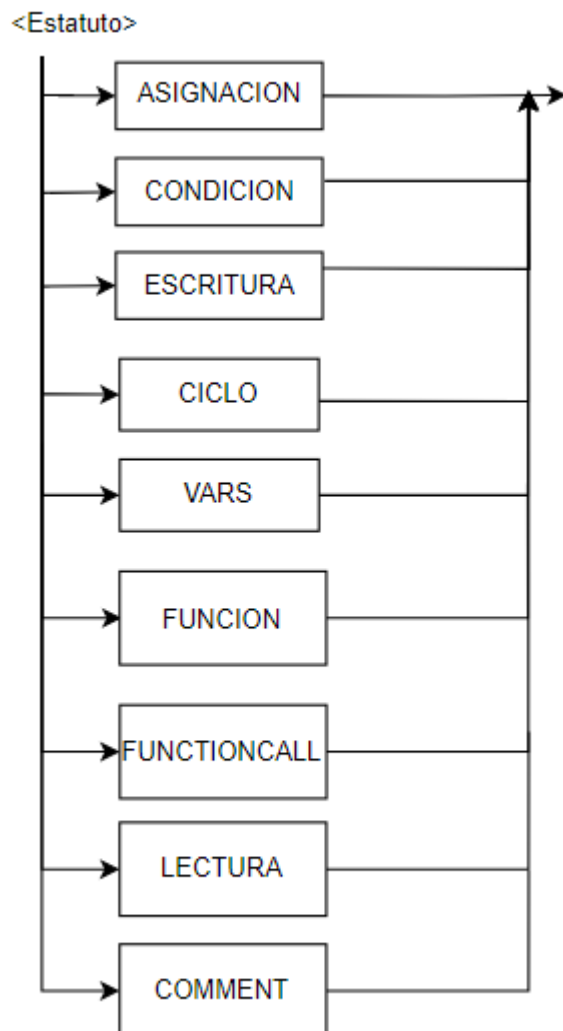 <Estatuto>
ASIGNACION
CONDICION
ESCRITURA
CICLO
VARS
FUNCION
FUNCTIONCALL
LECTURA
COMMENT